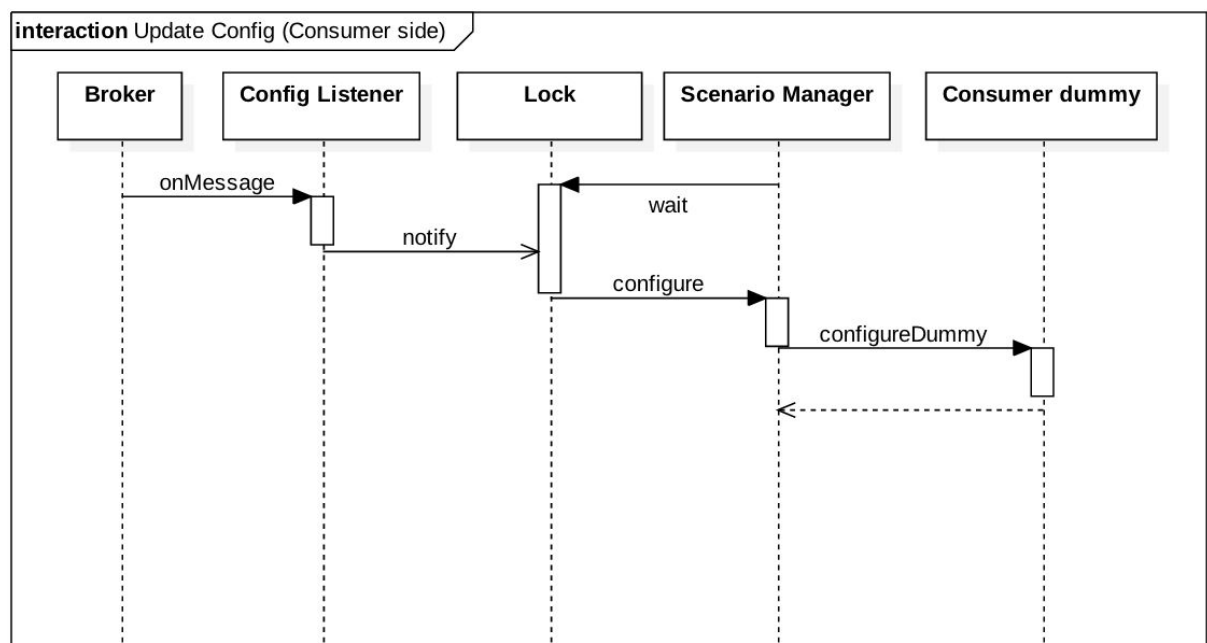 interaction Update Config (Consumer side)
Broker
Config Listener
Lock
Scenario Manager
Consumer dummy
onMessage
wait
notify
configure
configureDummy